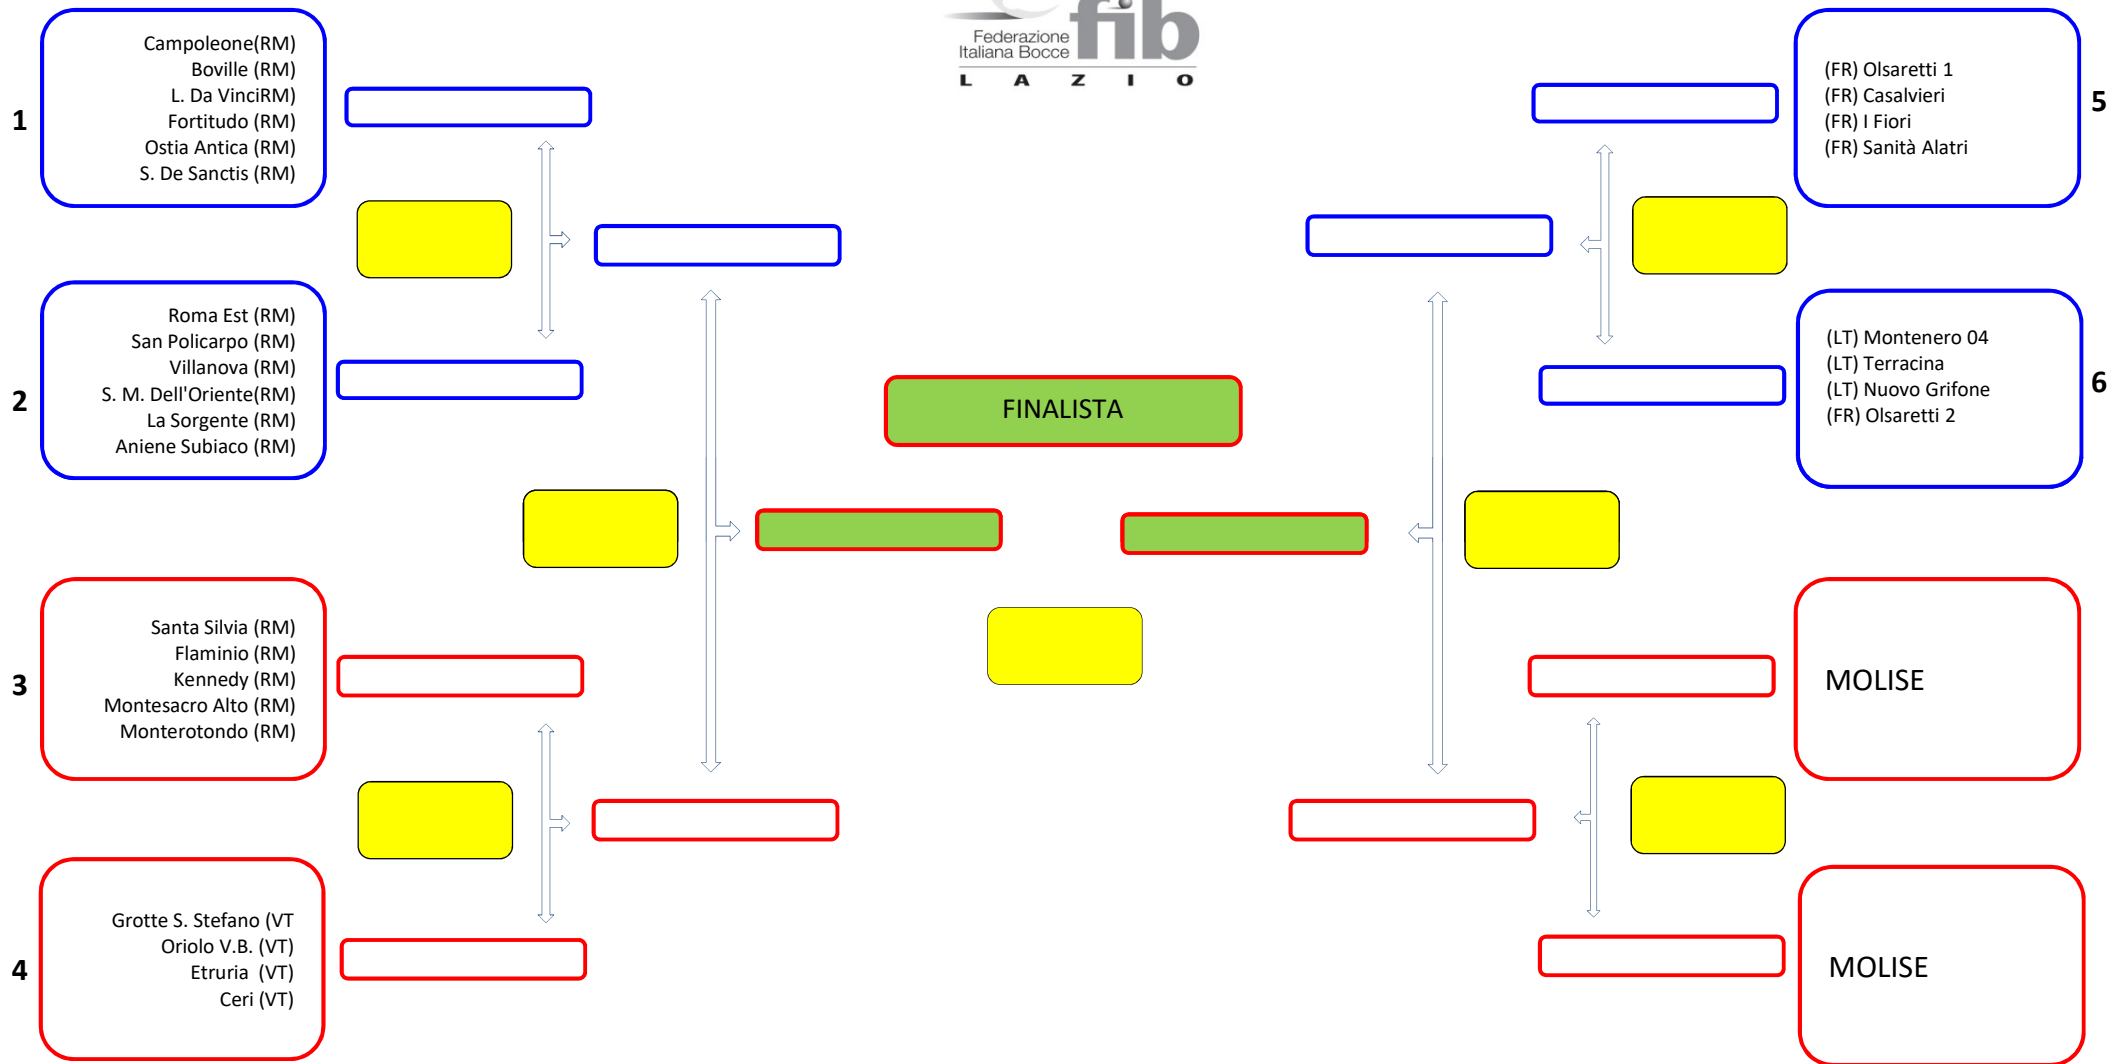 Federazione
Italiana Bocce
fib
LAZIO
1
Campoleone(RM)
Boville (RM)
L. Da VinciRM)
Fortitudo (RM)
Ostia Antica (RM)
S. De Sanctis (RM)
2
Roma Est (RM)
San Policarpo (RM)
Villanova (RM)
S. M. Dell'Oriente(RM)
La Sorgente (RM)
Aniene Subiaco (RM)
3
Santa Silvia (RM)
Flaminio (RM)
Kennedy (RM)
Montesacro Alto (RM)
Monterotondo (RM)
4
Grotte S. Stefano (VT
Oriolo V.B. (VT)
Etruria  (VT)
Ceri (VT)
FINALISTA
(FR) Olsaretti 1
(FR) Casalvieri
(FR) I Fiori
(FR) Sanità Alatri
5
(LT) Montenero 04
(LT) Terracina
(LT) Nuovo Grifone
(FR) Olsaretti 2
6
MOLISE
MOLISE